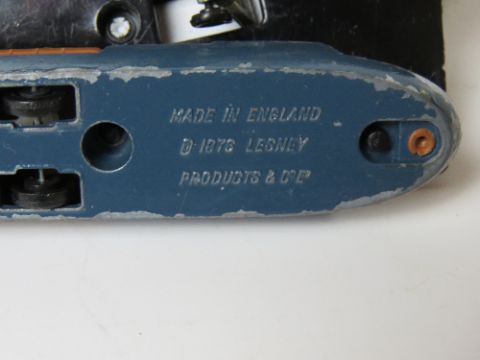 MADE IN ENGLAND
© 1973 LESNEY
PRODUCTS & Co Ltd